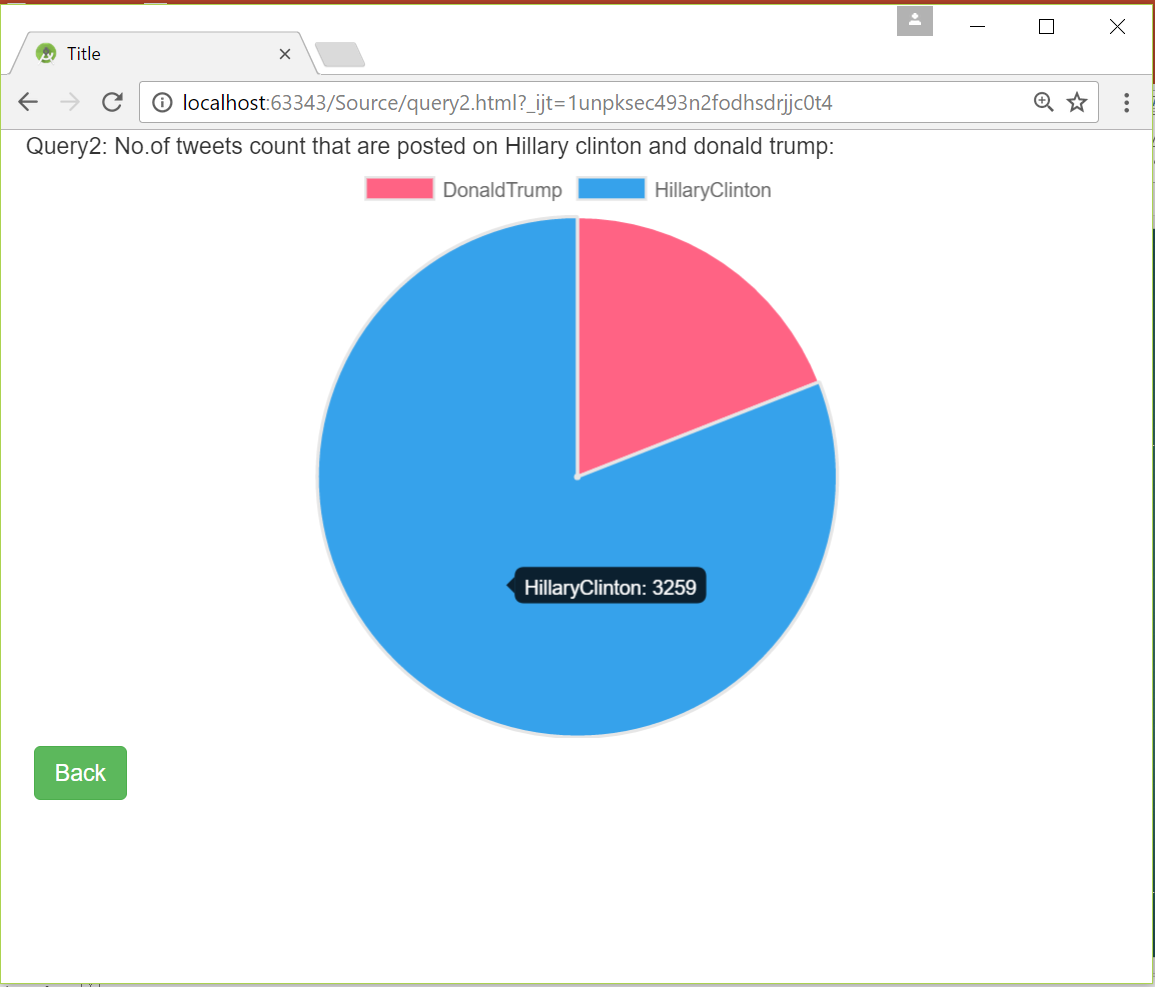 Title
localhost:63343/Source/query2.html?_ijt=1unpksec493n2fodhsdrjjc0t4
Query2: No.of tweets count that are posted on Hillary clinton and donald trump:
DonaldTrump HillaryClinton
HillaryClinton: 3259
Back